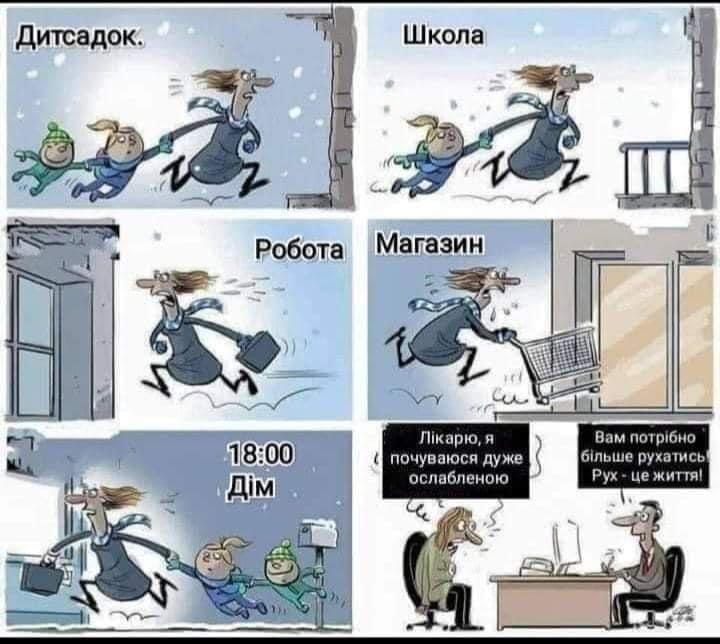 Дитсадок.
Школа
Робота
Магазин
18:00
Дім
Лікарю, я
почуваюся дуже
ослабленою
Вам потрібно
більше рухатись!
Рух - це життя!